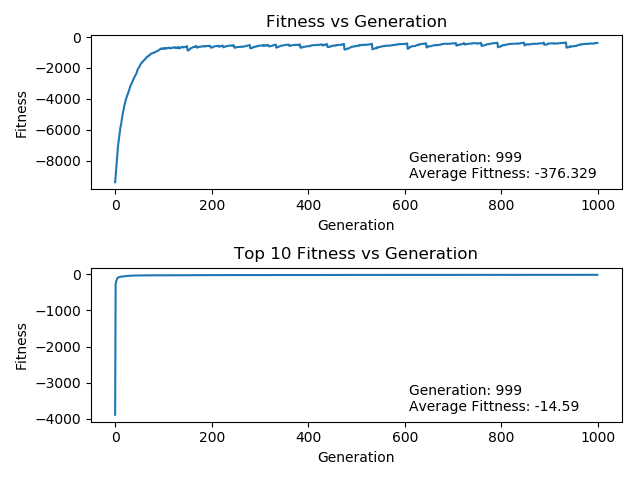 Fitness vs Generation
0
−2000
−4000
−6000
−8000
Fitness
Generation: 999
Average Fittness: -376.329
0 200 400 600 800 1000
Generation
Top 10 Fitness vs Generation
0
−1000
−2000
−3000
−4000
Fitness
Generation: 999
Average Fittness: -14.59
0 200 400 600 800 1000
Generation